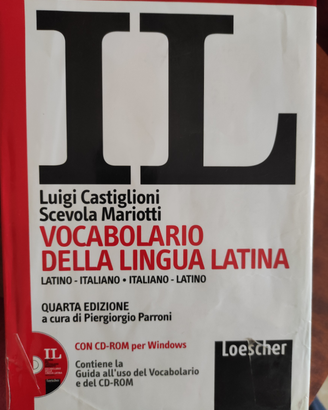 IL
Luigi Castiglioni
Scevola Mariotti
VOCABOLARIO
DELLA LINGUA LATINA
LATINO - ITALIANO • ITALIANO - LATINO
QUARTA EDIZIONE
a cura di Piergiorgio Parroni
IL
CON CD-ROM per Windows
Contiene la
Guida all'uso del Vocabolario
e del CD-ROM
Loescher